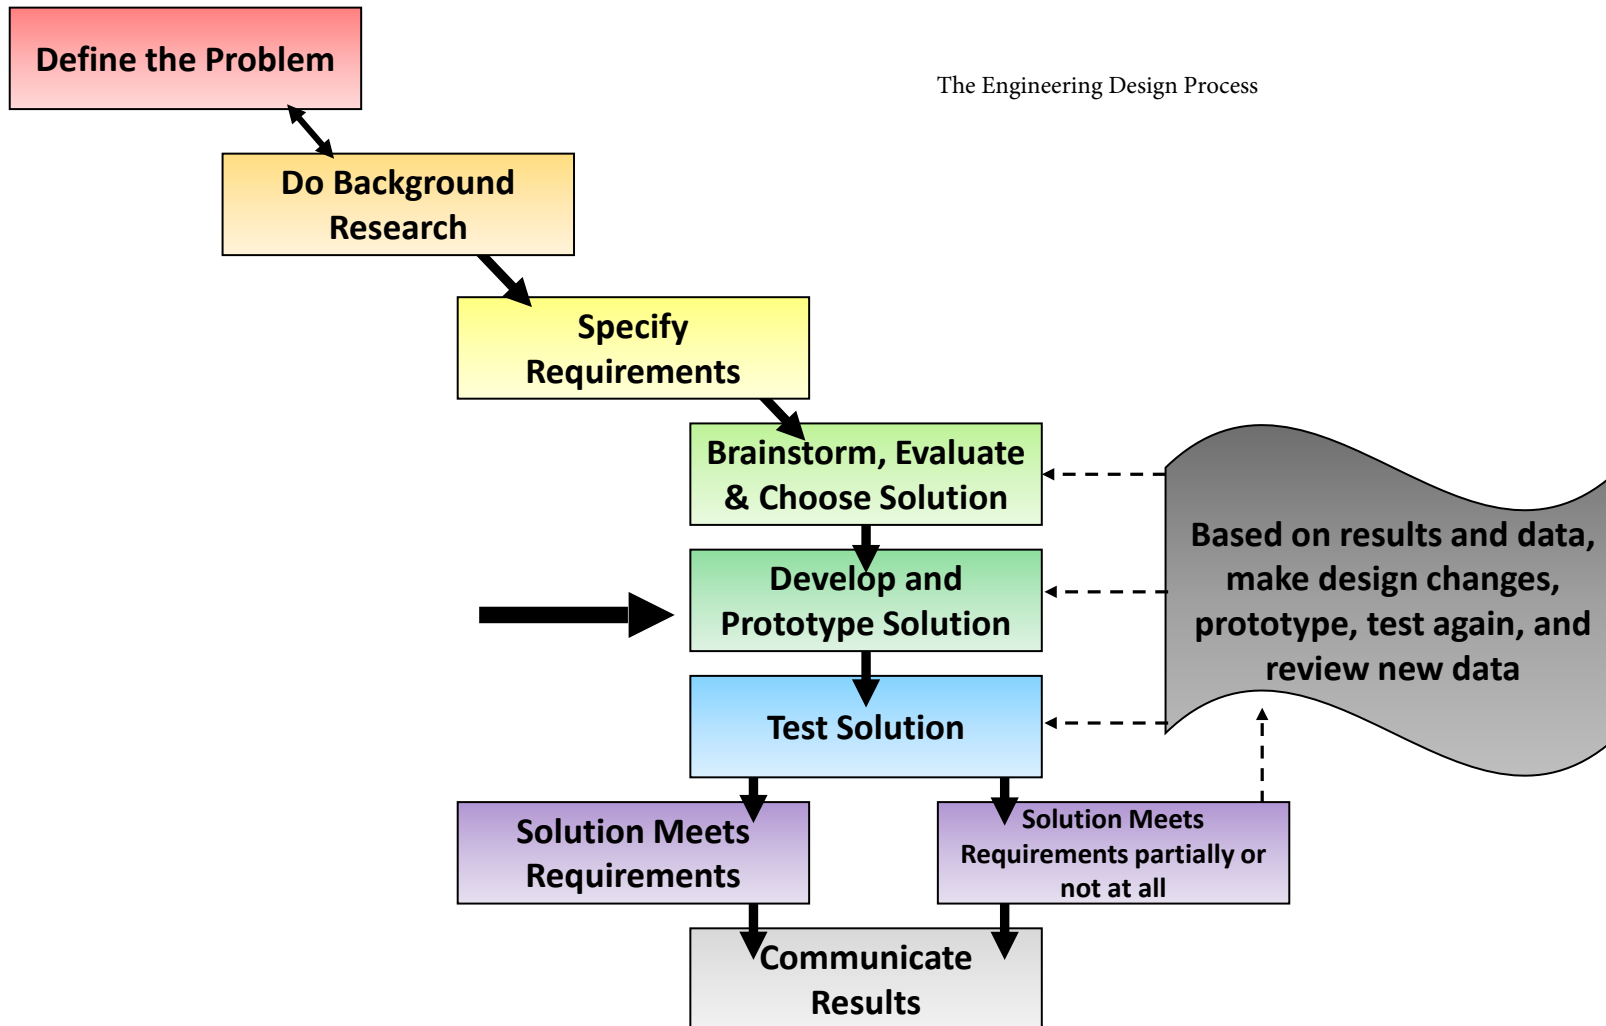 Define the Problem
The Engineering Design Process
Do Background
Research
Specify
Requirements
Brainstorm, Evaluate
& Choose Solution
Develop and
Prototype Solution
Based on results and data,
make design changes,
prototype, test again, and
review new data
Test Solution
Solution Meets
Requirements
Solution Meets
Requirements partially or
not at all
Communicate
Results